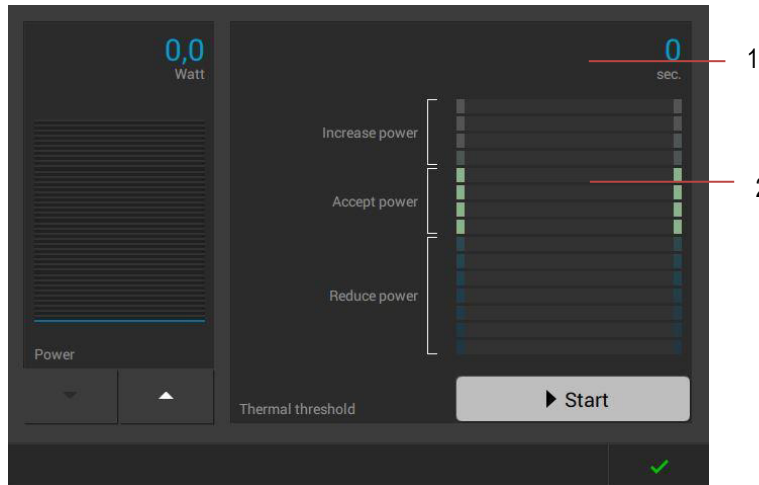 0,0
Watt
0
sec.
1
Increase power
Accept power
2
Reduce power
Power
Thermal threshold
Start